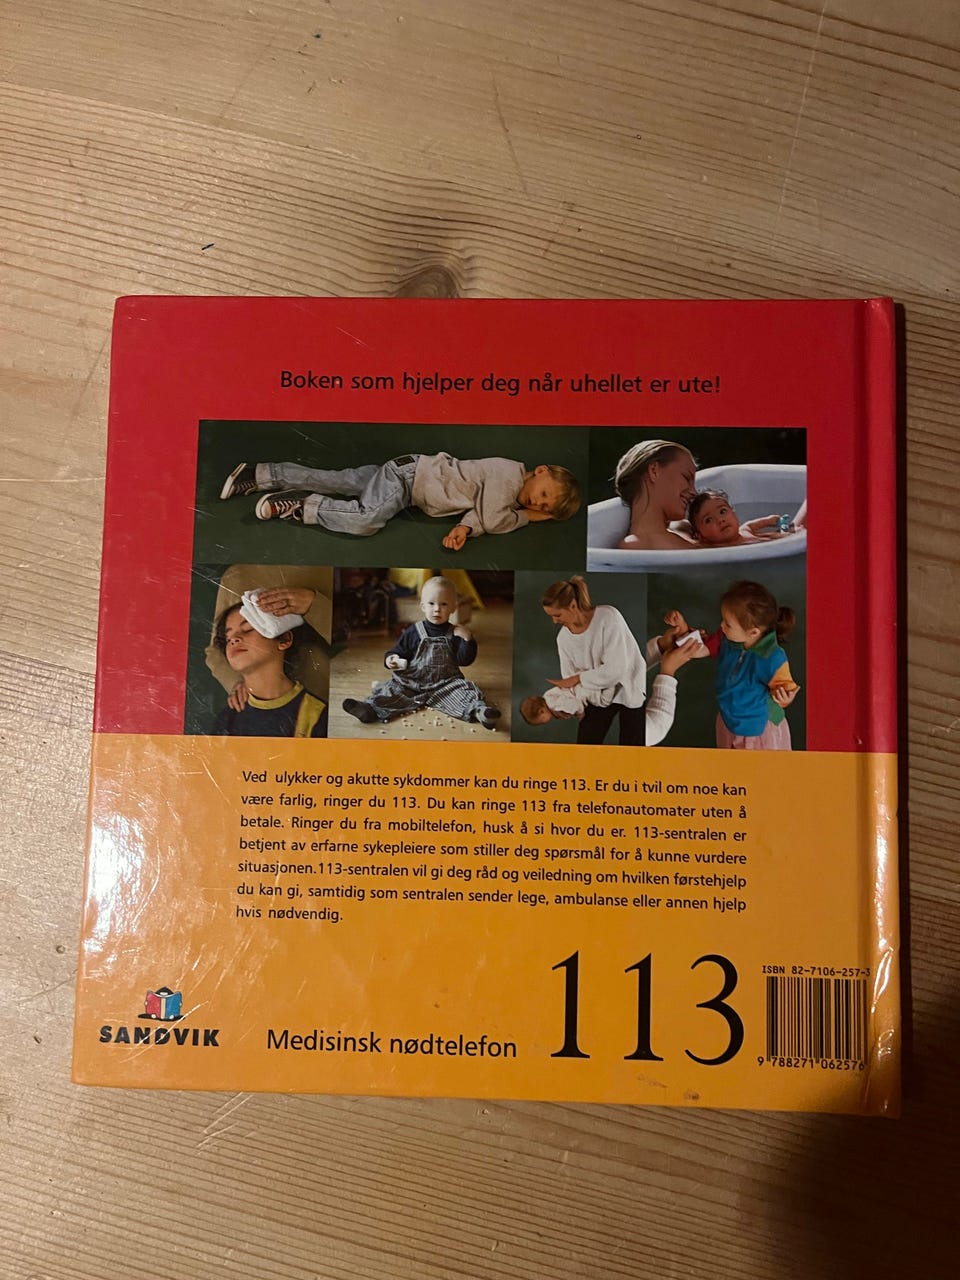 Boken som hjelper deg når uhellet er ute!
Ved ulykker og akutte sykdommer kan du ringe 113. Er du i tvil om noe kan
være farlig, ringer du 113. Du kan ringe 113 fra telefonautomater uten å
betale. Ringer du fra mobiltelefon, husk å si hvor du er. 113-sentralen er
betjent av erfarne sykepleiere som stiller deg spørsmål for å kunne vurdere
situasjonen.113-sentralen vil gi deg råd og veiledning om hvilken førstehjelp
du kan gi, samtidig som sentralen sender lege, ambulanse eller annen hjelp
hvis nødvendig.
SANDVIK
Medisinsk nødtelefon 113
ISBN 82-7106-257-3
9 788271 062576